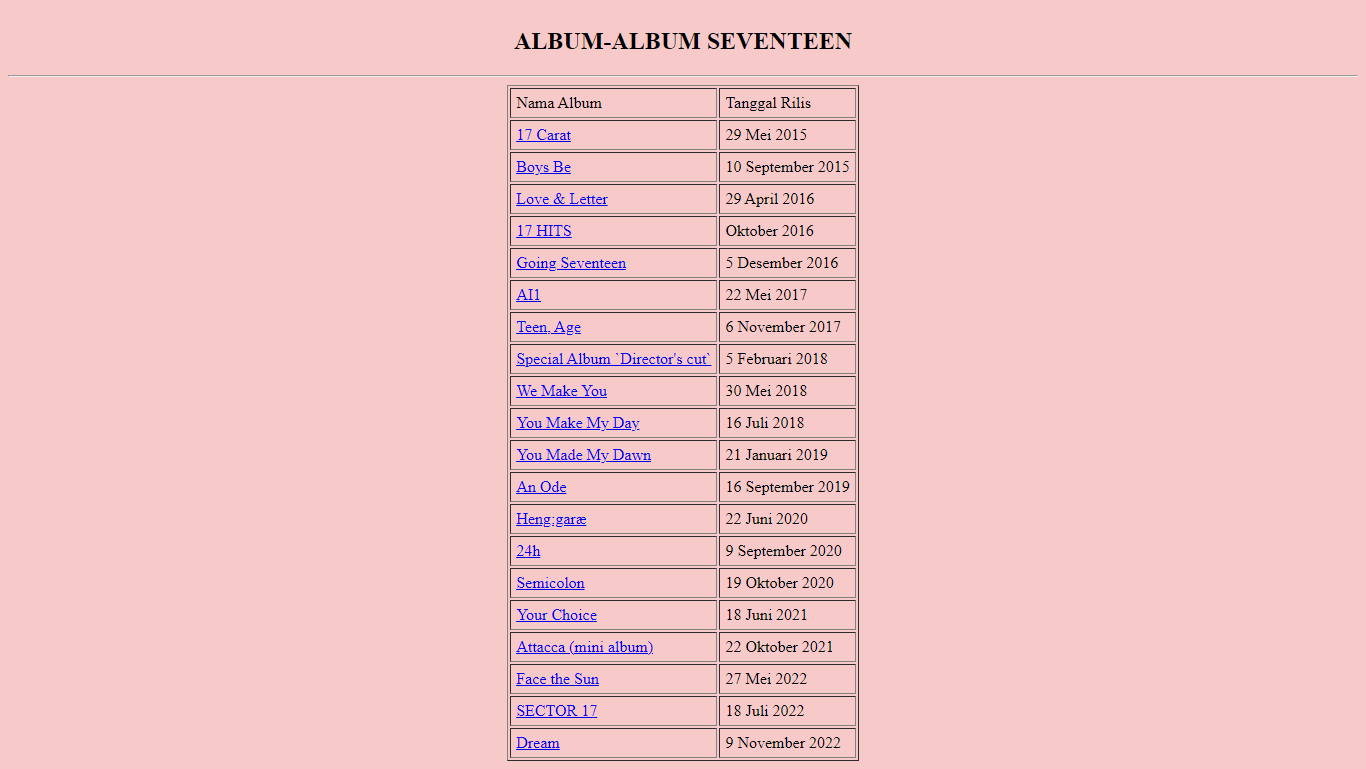 ALBUM-ALBUM SEVENTEEN
Nama Album Tanggal Rilis
17 Carat 29 Mei 2015
Boys Be 10 September 2015
Love & Letter 29 April 2016
17 HITS Oktober 2016
Going Seventeen 5 Desember 2016
AI1 22 Mei 2017
Teen, Age 6 November 2017
Special Album `Director's cut` 5 Februari 2018
We Make You 30 Mei 2018
You Make My Day 16 Juli 2018
You Made My Dawn 21 Januari 2019
An Ode 16 September 2019
Heng:garæ 22 Juni 2020
24h 9 September 2020
Semicolon 19 Oktober 2020
Your Choice 18 Juni 2021
Attacca (mini album) 22 Oktober 2021
Face the Sun 27 Mei 2022
SECTOR 17 18 Juli 2022
Dream 9 November 2022